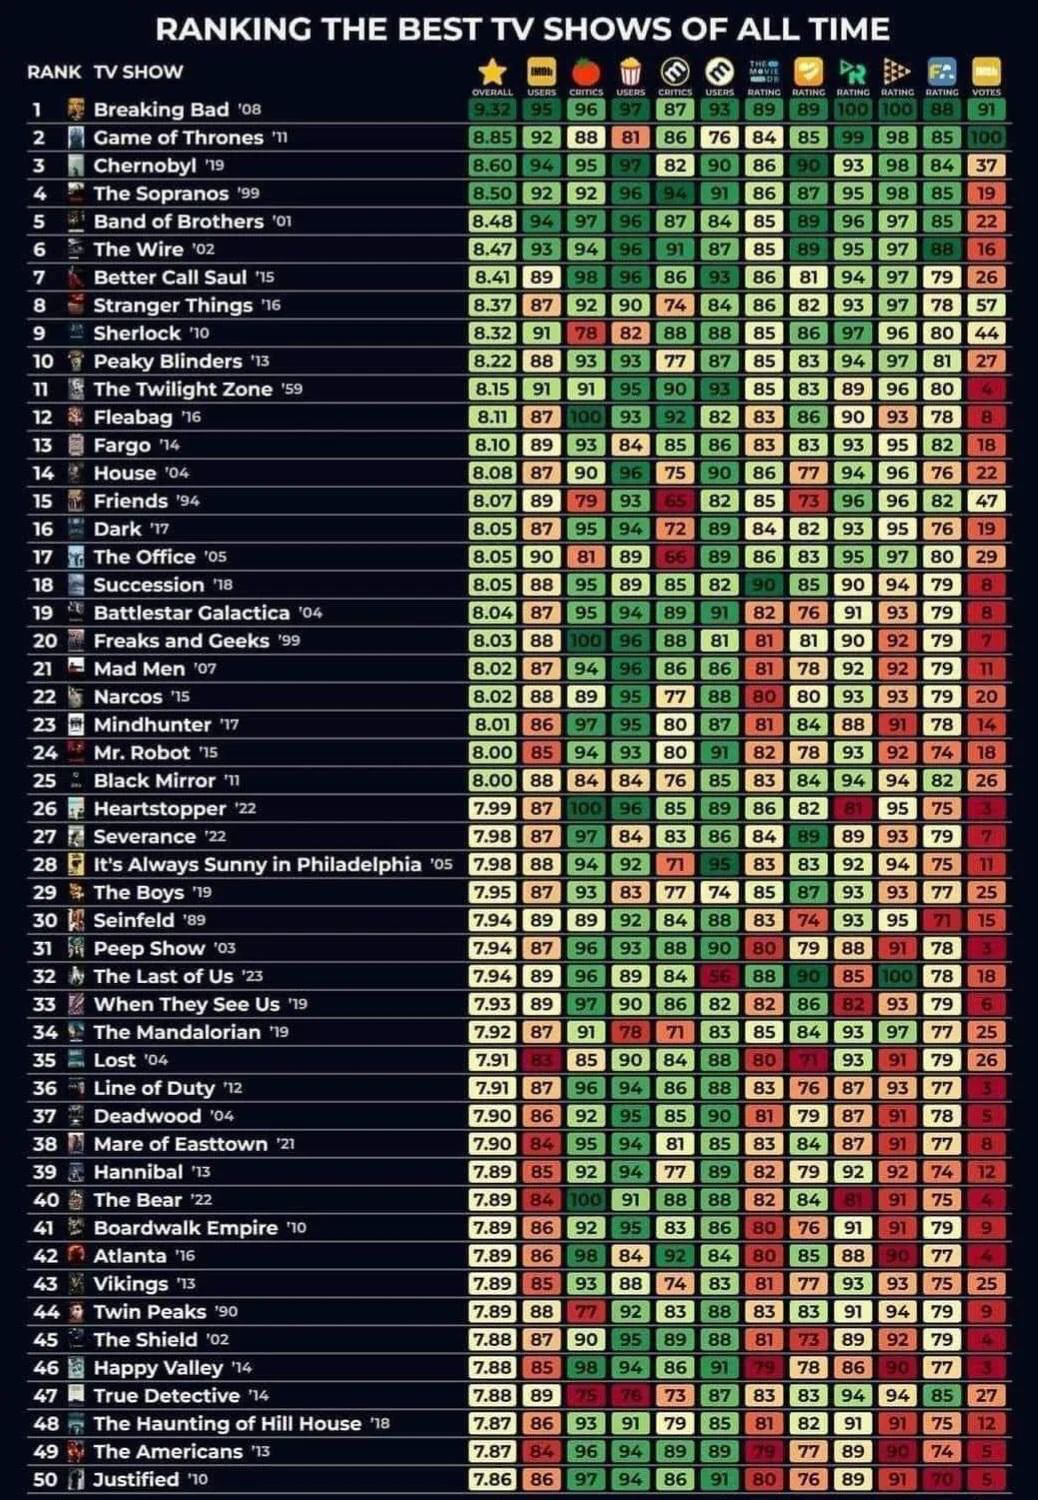 RANKING THE BEST TV SHOWS OF ALL TIME
RANK TV SHOW IMDb THE MOVIE DB R FA IMDb
OVERALL USERS CRITICS USERS CRITICS USERS RATING RATING RATING RATING RATING VOTES
1 Breaking Bad '08 9.32 95 96 97 87 93 89 89 100 100 88 91
2 Game of Thrones '11 8.85 92 88 81 86 76 84 85 99 98 85 100
3 Chernobyl '19 8.60 94 95 97 82 90 86 90 93 98 84 37
4 The Sopranos '99 8.50 92 92 96 94 91 86 87 95 98 85 19
5 Band of Brothers '01 8.48 94 97 96 87 84 85 89 96 97 85 22
6 The Wire '02 8.47 93 94 96 91 87 85 89 95 97 88 16
7 Better Call Saul '15 8.41 89 98 96 86 93 86 81 94 97 79 26
8 Stranger Things '16 8.37 87 92 90 74 84 86 82 93 97 78 57
9 Sherlock '10 8.32 91 78 82 88 88 85 86 97 96 80 44
10 Peaky Blinders '13 8.22 88 93 93 77 87 85 83 94 97 81 27
11 The Twilight Zone '59 8.15 91 91 95 90 93 85 83 89 96 80 4
12 Fleabag '16 8.11 87 100 93 92 82 83 86 90 93 78 8
13 Fargo '14 8.10 89 93 84 85 86 83 83 93 95 82 18
14 House '04 8.08 87 90 96 75 90 86 77 94 96 76 22
15 Friends '94 8.07 89 79 93 65 82 85 73 96 96 82 47
16 Dark '17 8.05 87 95 94 72 89 84 82 93 95 76 19
17 The Office '05 8.05 90 81 89 66 89 86 83 95 97 80 29
18 Succession '18 8.05 88 95 89 85 82 90 85 90 94 79 8
19 Battlestar Galactica '04 8.04 87 95 94 89 91 82 76 91 93 79 8
20 Freaks and Geeks '99 8.03 88 100 96 88 81 81 81 90 92 79 7
21 Mad Men '07 8.02 87 94 96 86 86 81 78 92 92 79 11
22 Narcos '15 8.02 88 89 95 77 88 80 80 93 93 79 20
23 Mindhunter '17 8.01 86 97 95 80 87 81 84 88 91 78 14
24 Mr. Robot '15 8.00 85 94 93 80 91 82 78 93 92 74 18
25 Black Mirror '11 8.00 88 84 84 76 85 83 84 94 94 82 26
26 Heartstopper '22 7.99 87 100 96 85 89 86 82 81 95 75 3
27 Severance '22 7.98 87 97 84 83 86 84 89 89 93 79 7
28 It's Always Sunny in Philadelphia '05 7.98 88 94 92 71 95 83 83 92 94 75 11
29 The Boys '19 7.95 87 93 83 77 74 85 87 93 93 77 25
30 Seinfeld '89 7.94 89 89 92 84 88 83 74 93 95 71 15
31 Peep Show '03 7.94 87 96 93 88 90 80 79 88 91 78 3
32 The Last of Us '23 7.94 89 96 89 84 56 88 90 85 100 78 18
33 When They See Us '19 7.93 89 97 90 86 82 82 86 82 93 79 6
34 The Mandalorian '19 7.92 87 91 78 71 83 85 84 93 97 77 25
35 Lost '04 7.91 83 85 90 84 88 80 71 93 91 79 26
36 Line of Duty '12 7.91 87 96 94 86 88 83 76 87 93 77 3
37 Deadwood '04 7.90 86 92 95 85 90 81 79 87 91 78 5
38 Mare of Easttown '21 7.90 84 95 94 81 85 83 84 87 91 77 8
39 Hannibal '13 7.89 85 92 94 77 89 82 79 92 92 74 12
40 The Bear '22 7.89 84 100 91 88 88 82 84 81 91 75 4
41 Boardwalk Empire '10 7.89 86 92 95 83 86 80 76 91 91 79 9
42 Atlanta '16 7.89 86 98 84 92 84 80 85 88 90 77 4
43 Vikings '13 7.89 85 93 88 74 83 81 77 93 93 75 25
44 Twin Peaks '90 7.89 88 77 92 83 88 83 83 91 94 79 9
45 The Shield '02 7.88 87 90 95 89 88 81 73 89 92 79 4
46 Happy Valley '14 7.88 85 98 94 86 91 79 78 86 90 77 3
47 True Detective '14 7.88 89 75 76 73 87 83 83 94 94 85 27
48 The Haunting of Hill House '18 7.87 86 93 91 79 85 81 82 91 91 75 12
49 The Americans '13 7.87 84 96 94 89 89 79 77 89 90 74 5
50 Justified '10 7.86 86 97 94 86 91 80 76 89 91 70 5